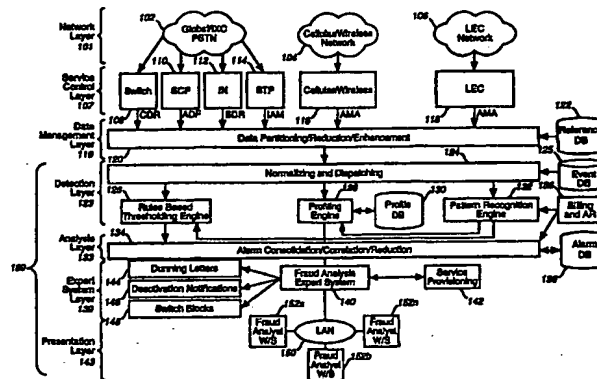 Network
Layer
101
102
Global/IXC
PSTN
104
Cellular/Wireless
Network
106
LEC
Network
Service
Control
Layer
107
110
112
114
Switch
SCP
IN
STP
Cellular/Wireless
LEC
108
116
118
CDR
ADF
SDR
IAM
AMA
AMA
Data
Management
Layer
119
120
Data Partitioning/Reduction/Enhancement
122
Reference
DB
124
Normalizing and Dispatching
125
Event
DB
Detection
Layer
123
126
Rules Based
Thresholding Engine
128
Profiling
Engine
130
Profile
DB
132
Pattern Recognition
Engine
Billing
and AR
Analysis
Layer
133
134
Alarm Consolidation/Correlation/Reduction
Alarm
DB
136
Expert
System
Layer
139
144
146
148
Dunning Letters
Deactivation Notifications
Switch Blocks
Fraud Analysis
Expert System
140
Service
Provisioning
142
Presentation
Layer
143
152a
Fraud
Analyst
W/S
LAN
150
152n
Fraud
Analyst
W/S
Fraud
Analyst
W/S
152b